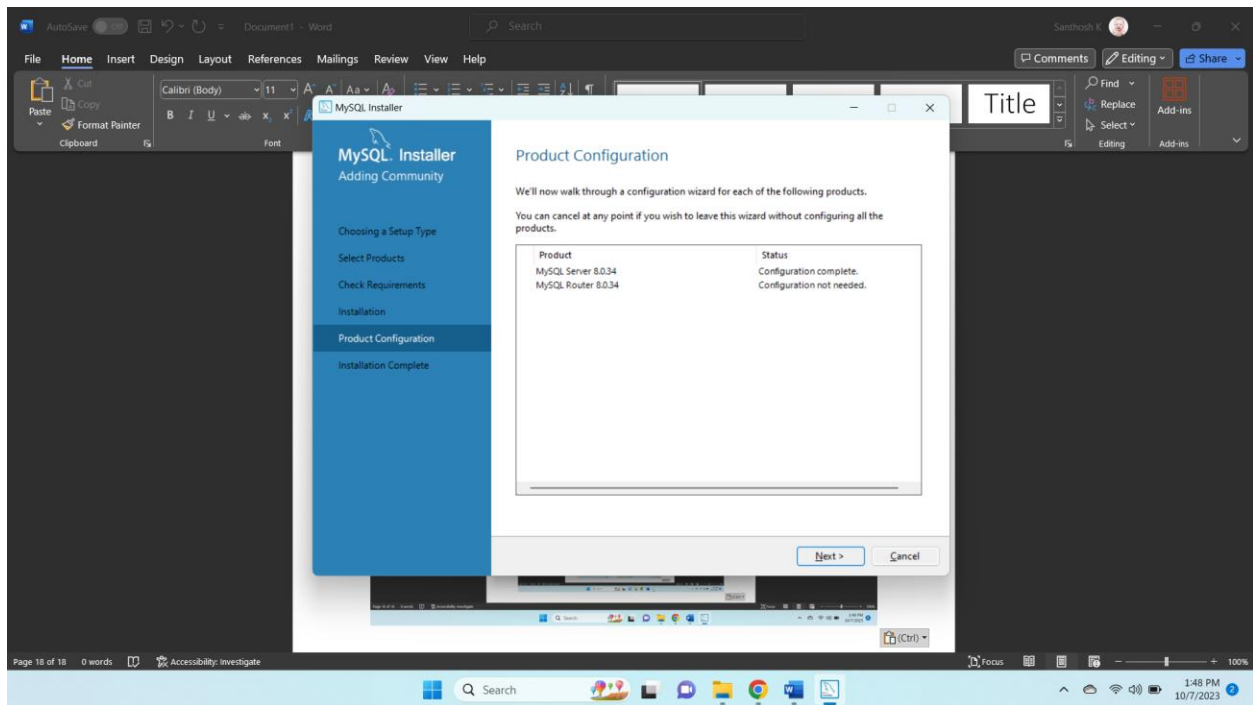 AutoSave Off Document1 - Word Search Santhosh K
File Home Insert Design Layout References Mailings Review View Help Comments Editing Share
Paste
Cut
Copy
Format Painter
Clipboard
Calibri (Body) 11 A A Aa
B I U ab x x
Font
Title
Find
Replace
Select
Editing
Add-ins
Add-ins
MySQL Installer
MySQL. Installer
Adding Community
Choosing a Setup Type
Select Products
Check Requirements
Installation
Product Configuration
Installation Complete
Product Configuration
We'll now walk through a configuration wizard for each of the following products.
You can cancel at any point if you wish to leave this wizard without configuring all the
products.
Product Status
MySQL Server 8.0.34 Configuration complete.
MySQL Router 8.0.34 Configuration not needed.
Next > Cancel
(Ctrl)
Page 18 of 18 0 words Accessibility: Investigate Focus 100%
Search
1:48 PM
10/7/2023
2